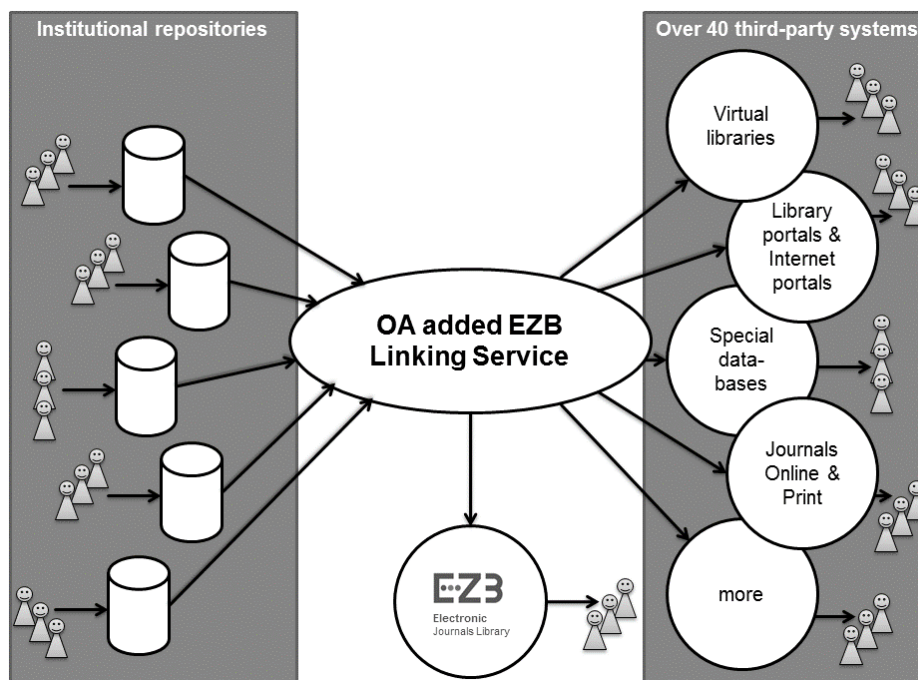 Institutional repositories
Over 40 third-party systems
Virtual
libraries
Library
portals &
Internet
portals
OA added EZB
Linking Service
Special
data-
bases
Journals
Online &
Print
EZB
Electronic
Journals Library
more